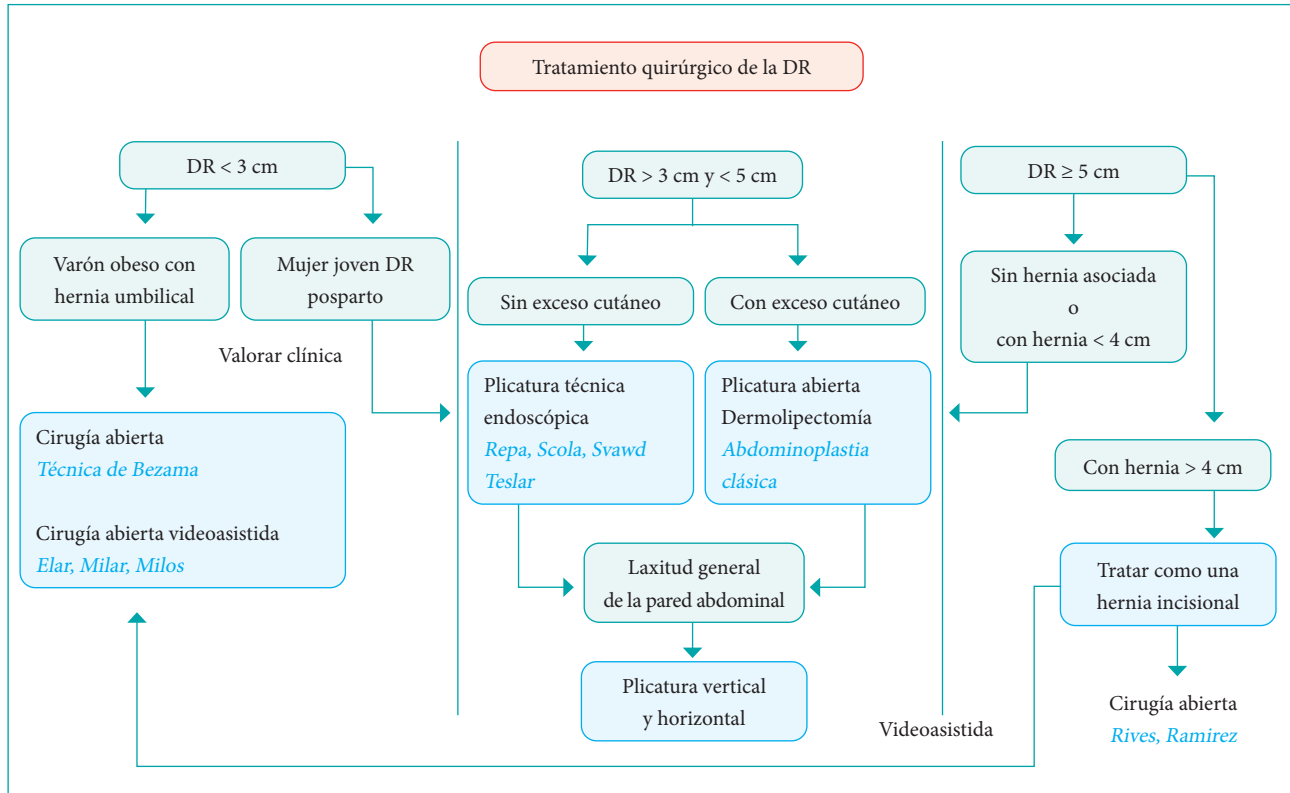 Tratamiento quirúrgico de la DR
DR < 3 cm
Varón obeso con
hernia umbilical
Mujer joven DR
posparto
Valorar clínica
Cirugía abierta
Técnica de Bezama
Cirugía abierta videoasistida
Elar, Milar, Milos
DR > 3 cm y < 5 cm
Sin exceso cutáneo
Con exceso cutáneo
Plicatura técnica
endoscópica
Repa, Scola, Svawd
Teslar
Plicatura abierta
Dermolipectomía
Abdominoplastia
clásica
Laxitud general
de la pared abdominal
Plicatura vertical
y horizontal
DR ≥ 5 cm
Sin hernia asociada
o
con hernia < 4 cm
Con hernia > 4 cm
Tratar como una
hernia incisional
Videoasistida
Cirugía abierta
Rives, Ramirez